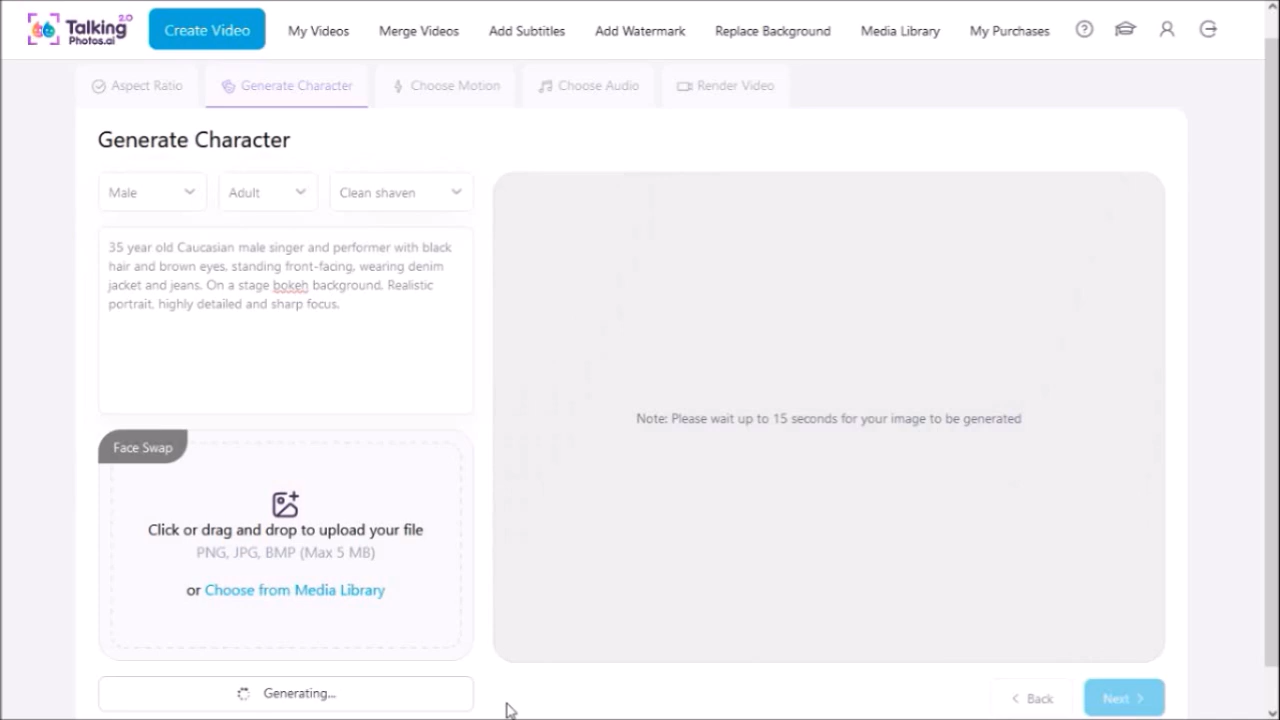 Talking 2.0
Photos.ai
Create Video
My Videos
Merge Videos
Add Subtitles
Add Watermark
Replace Background
Media Library
My Purchases
Aspect Ratio
Generate Character
Choose Motion
Choose Audio
Render Video
Generate Character
Male
Adult
Clean shaven
35 year old Caucasian male singer and performer with black
hair and brown eyes, standing front-facing, wearing denim
jacket and jeans. On a stage bokeh background. Realistic
portrait, highly detailed and sharp focus.
Note: Please wait up to 15 seconds for your image to be generated
Face Swap
Click or drag and drop to upload your file
PNG, JPG, BMP (Max 5 MB)
or Choose from Media Library
Generating...
Back
Next